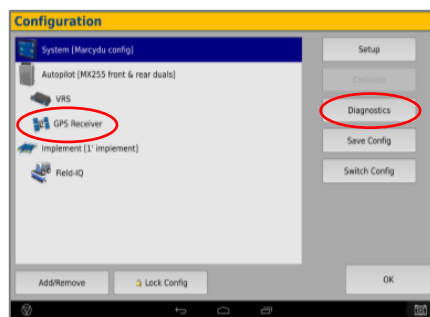 Configuration
System [Marcydu config]
Setup
Autopilot [MX255 front & rear duals]
Calibrate
VRS
Diagnostics
GPS Receiver
Implement [1' implement]
Save Config
Field-IQ
Switch Config
Add/Remove
Lock Config
OK